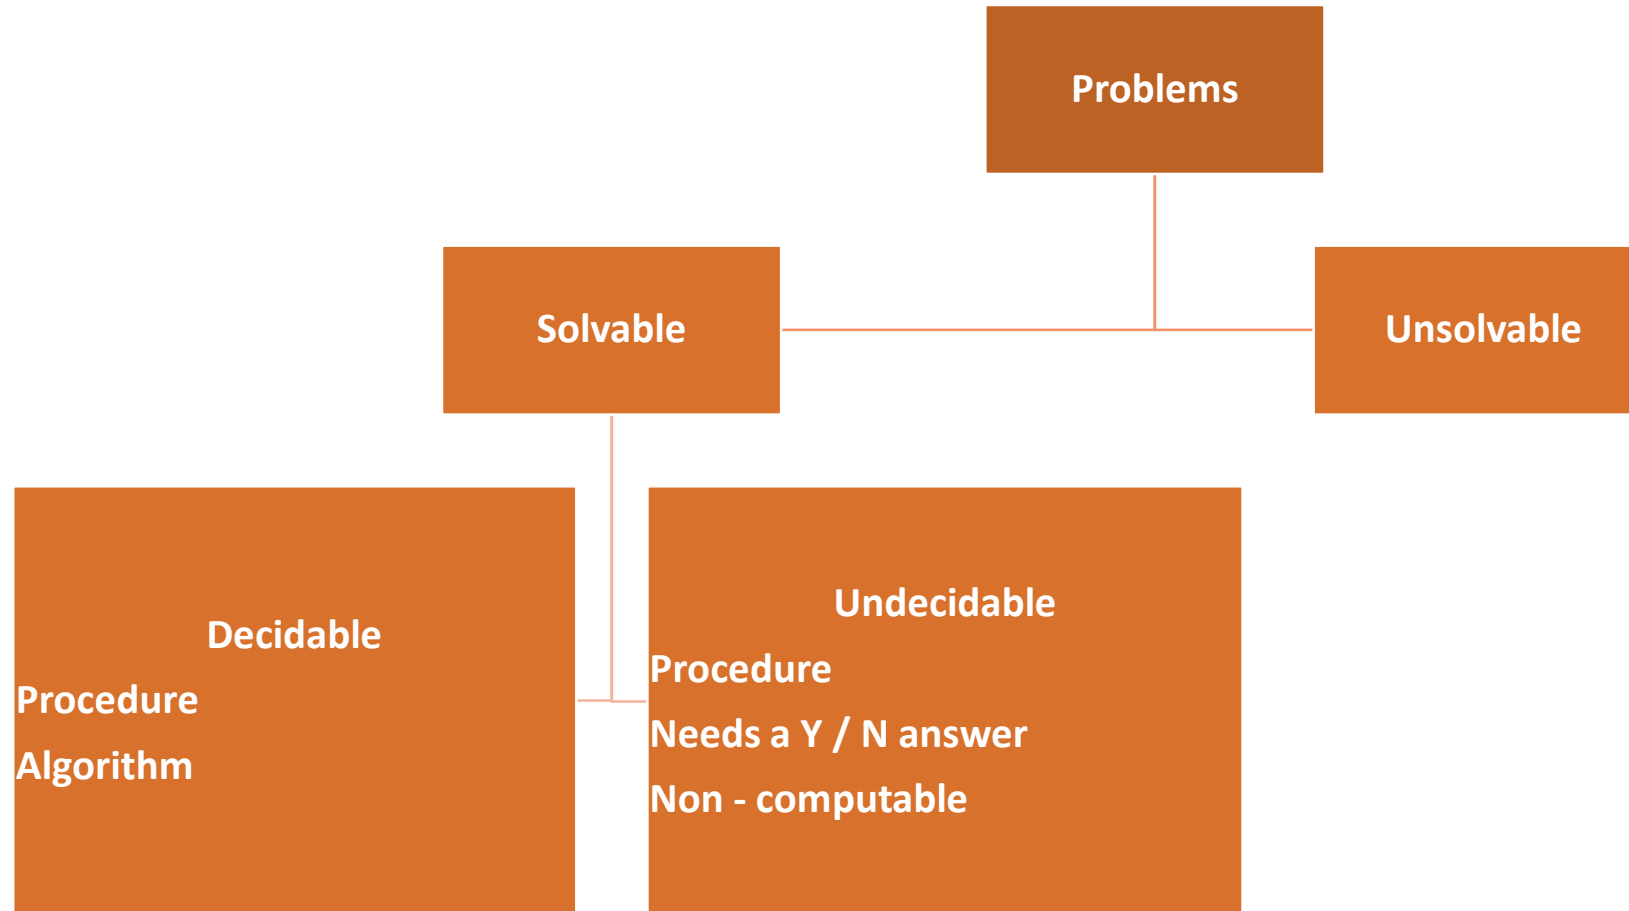 Problems
Solvable
Unsolvable
Decidable
Procedure
Algorithm
Undecidable
Procedure
Needs a Y / N answer
Non - computable